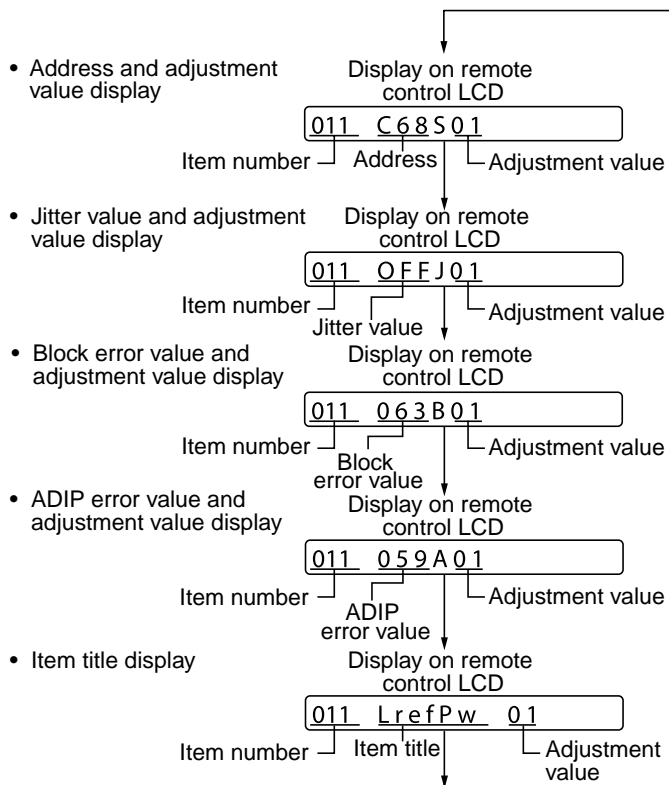 • Address and adjustment
value display
Display on remote
control LCD
011 C68S01
Item number
Address
Adjustment value
• Jitter value and adjustment
value display
Display on remote
control LCD
011 OFFJ01
Item number
Jitter value
Adjustment value
• Block error value and
adjustment value display
Display on remote
control LCD
011 063B01
Item number
Block
error value
Adjustment value
• ADIP error value and
adjustment value display
Display on remote
control LCD
011 059A01
Item number
ADIP
error value
Adjustment value
• Item title display
Display on remote
control LCD
011 LrefPw 01
Item number
Item title
Adjustment
value